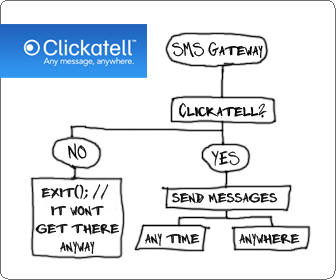 Clickatell™
Any message, anywhere.
SMS GATEWAY
CLICKATELL?
NO
YES
EXIT(); //
IT WONT
GET THERE
ANYWAY
SEND MESSAGES
ANY TIME
ANYWHERE